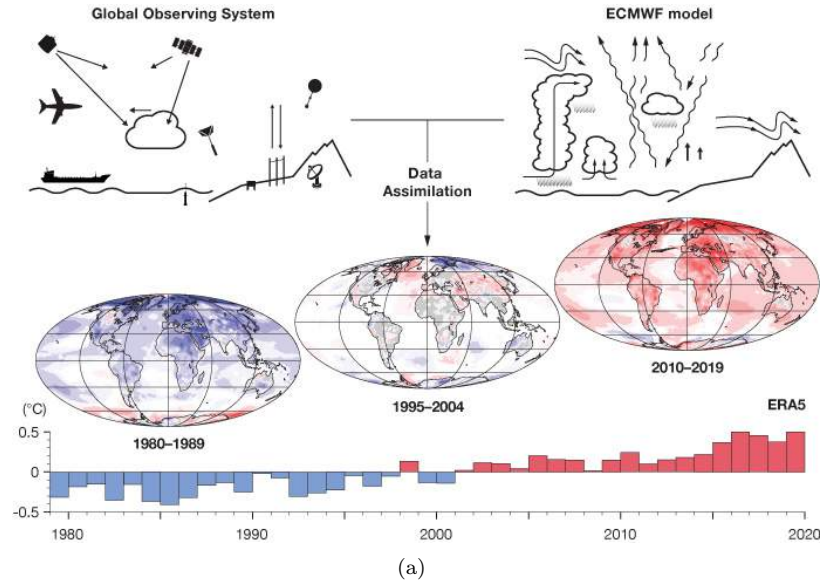 Global Observing System
ECMWF model
Data
Assimilation
1980–1989
1995–2004
2010–2019
ERA5
(°C)
0.5
0
-0.5
1980
1990
2000
2010
2020
(a)